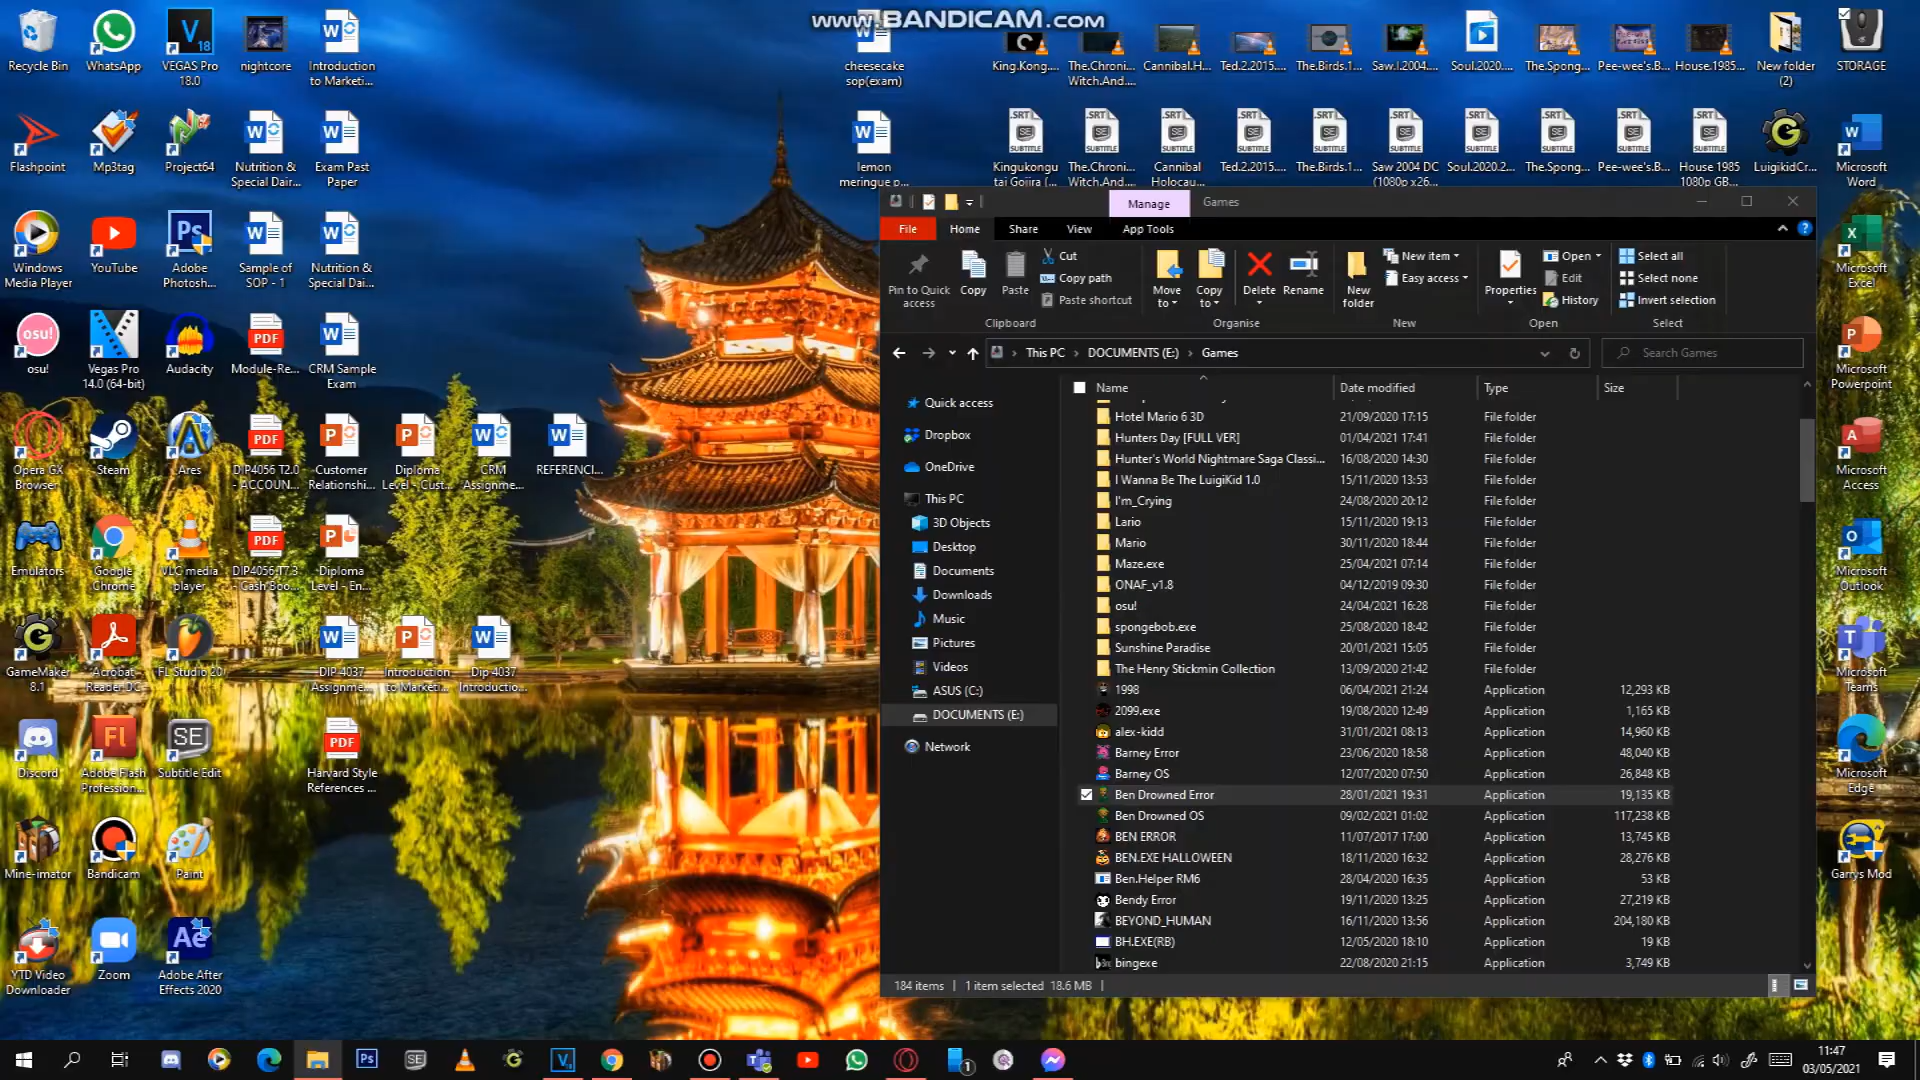 www.BANDICAM.com
Recycle Bin
WhatsApp
VEGAS Pro
18.0
nightcore
Introduction
to Marketi...
cheesecake
sop(exam)
King.Kong....
The.Chroni...
Witch.And....
Cannibal.H...
Ted.2.2015....
The.Birds.1...
Saw.I.2004....
Soul.2020....
The.Spong...
Pee-wee's.B...
House.1985...
New folder
(2)
STORAGE
Flashpoint
Mp3tag
Project64
Nutrition &
Special Dair...
Exam Past
Paper
lemon
meringue p...
Kingukongu
tai Gojira (...
The.Chroni...
Witch.And....
Cannibal
Holocau...
Ted.2.2015....
The.Birds.1...
Saw 2004 DC
(1080p x26...
Soul.2020.2...
The.Spong...
Pee-wee's.B...
House 1985
1080p GB...
LuigikidCr...
Microsoft
Word
Windows
Media Player
YouTube
Adobe
Photosh...
Sample of
SOP - 1
Nutrition &
Special Dai...
Microsoft
Excel
osu!
Vegas Pro
14.0 (64-bit)
Audacity
Module-Re...
CRM Sample
Exam
Microsoft
Powerpoint
Opera GX
Browser
Steam
Ares
DIP4056 T2.0
- ACCOUN...
Customer
Relationshi...
Diploma
Level - Cust...
CRM
Assignme...
REFERENCI...
Microsoft
Access
Emulators
Google
Chrome
VLC media
player
DIP4056-T7.3
- Cash Boo...
Diploma
Level - En...
Microsoft
Outlook
GameMaker
8.1
Acrobat
Reader DC
FL Studio 20
DIP 4037
Assignme...
Introduction
to Marketi...
Dip 4037
Introductio...
Microsoft
Teams
Discord
Adobe Flash
Profession...
Subtitle Edit
Harvard Style
References ...
Microsoft
Edge
Mine-imator
Bandicam
Paint
Garrys Mod
YTD Video
Downloader
Zoom
Adobe After
Effects 2020
Manage
Games
File
Home
Share
View
App Tools
Pin to Quick
access
Copy
Paste
Cut
Copy path
Paste shortcut
Clipboard
Move
to
Copy
to
Delete
Rename
Organise
New
folder
New item
Easy access
New
Properties
Open
Edit
History
Open
Select all
Select none
Invert selection
Select
This PC > DOCUMENTS (E:) > Games
Search Games
Quick access
Dropbox
OneDrive
This PC
3D Objects
Desktop
Documents
Downloads
Music
Pictures
Videos
ASUS (C:)
DOCUMENTS (E:)
Network
Name Date modified Type Size
Hotel Mario 6 3D 21/09/2020 17:15 File folder
Hunters Day [FULL VER] 01/04/2021 17:41 File folder
Hunter's World Nightmare Saga Classi... 16/08/2020 14:30 File folder
I Wanna Be The LuigiKid 1.0 15/11/2020 13:53 File folder
I'm_Crying 24/08/2020 20:12 File folder
Lario 15/11/2020 19:13 File folder
Mario 30/11/2020 18:44 File folder
Maze.exe 25/04/2021 07:14 File folder
ONAF_v1.8 04/12/2019 09:30 File folder
osu! 24/04/2021 16:28 File folder
spongebob.exe 25/08/2020 18:42 File folder
Sunshine Paradise 20/01/2021 15:05 File folder
The Henry Stickmin Collection 13/09/2020 21:42 File folder
1998 06/04/2021 21:24 Application 12,293 KB
2099.exe 19/08/2020 12:49 Application 1,165 KB
alex-kidd 31/01/2021 08:13 Application 14,960 KB
Barney Error 23/06/2020 18:58 Application 48,040 KB
Barney OS 12/07/2020 07:50 Application 26,848 KB
Ben Drowned Error 28/01/2021 19:31 Application 19,135 KB
Ben Drowned OS 09/02/2021 01:02 Application 117,238 KB
BEN ERROR 11/07/2017 17:00 Application 13,745 KB
BEN.EXE HALLOWEEN 18/11/2020 16:32 Application 28,276 KB
Ben.Helper RM6 28/04/2020 16:35 Application 53 KB
Bendy Error 19/11/2020 13:25 Application 27,219 KB
BEYOND_HUMAN 16/11/2020 13:56 Application 204,180 KB
BH.EXE(RB) 12/05/2020 18:10 Application 19 KB
bingexe 22/08/2020 21:15 Application 3,749 KB
184 items 1 item selected 18.6 MB
11:47
03/05/2021